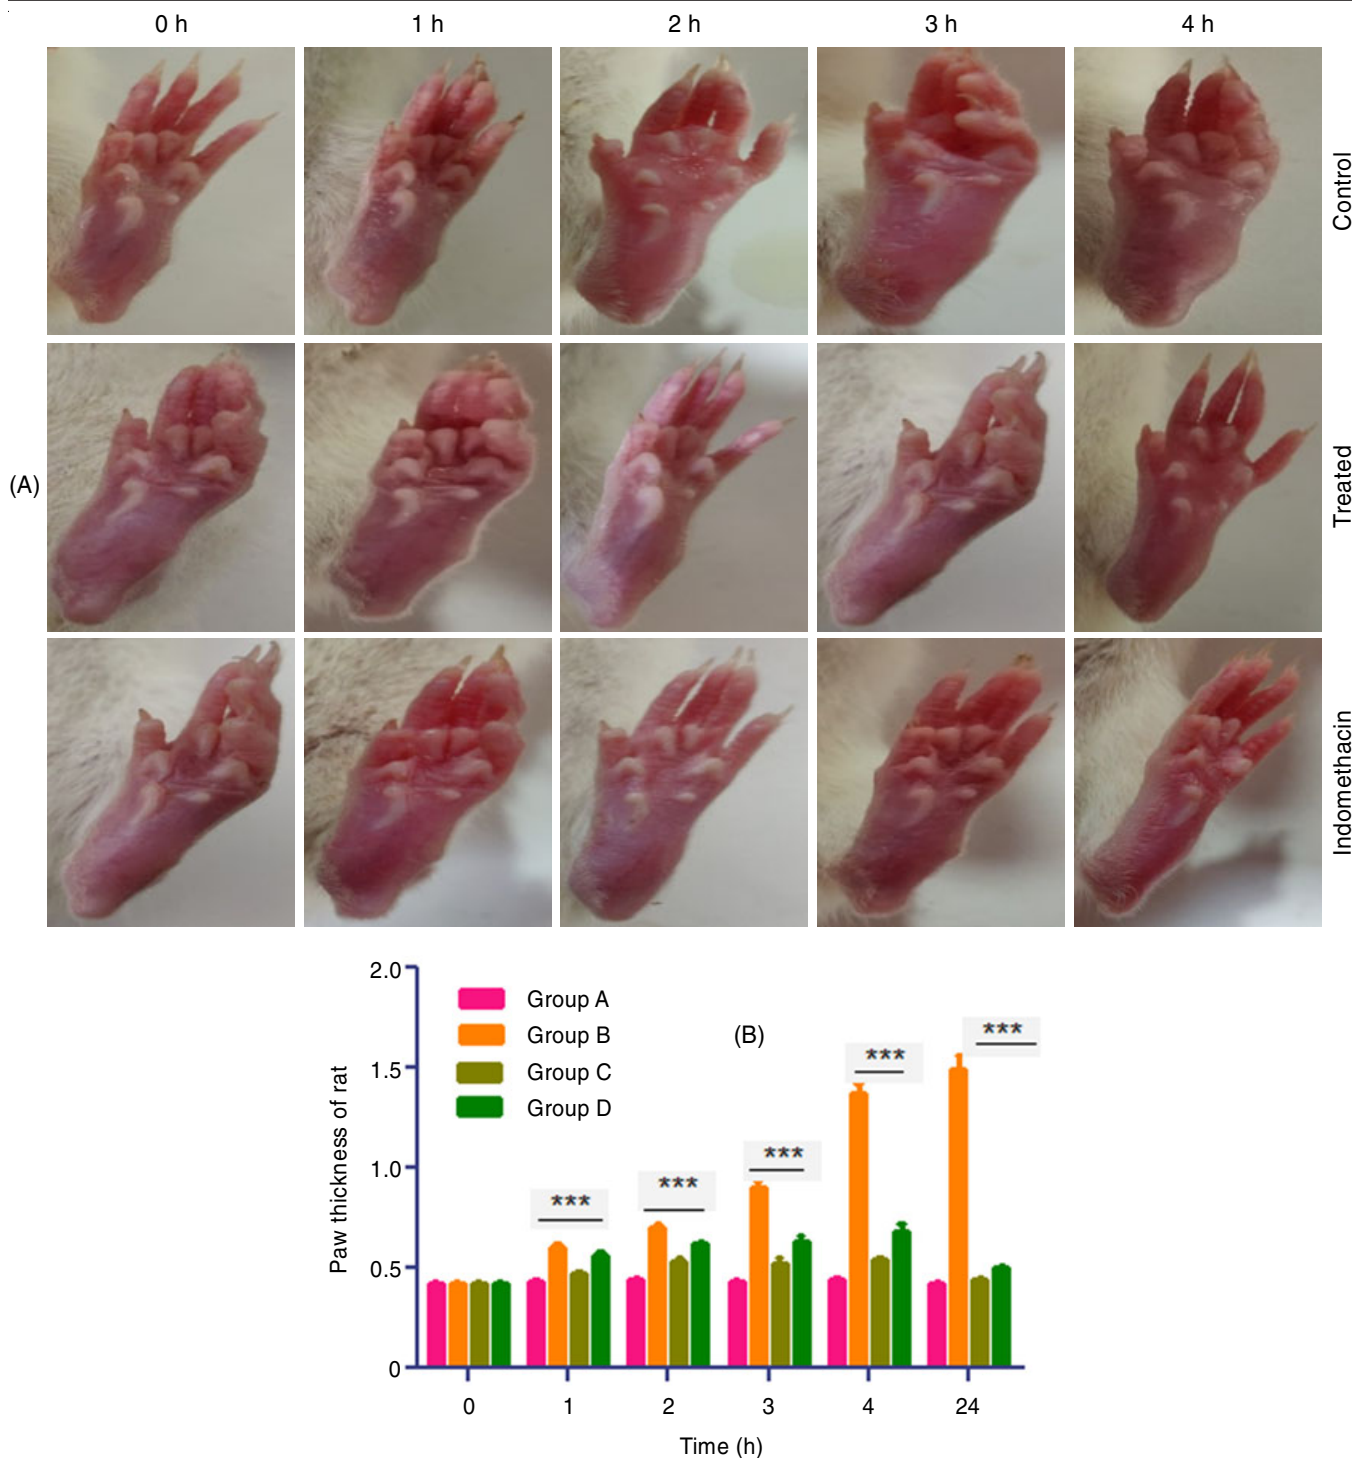 0 h 1 h 2 h 3 h 4 h
Control
(A)
Treated
Indomethacin
2.0
1.5
1.0
0.5
0
Paw thickness of rat
Group A
Group B
Group C
Group D
(B)
***
***
***
***
***
0 1 2 3 4 24
Time (h)